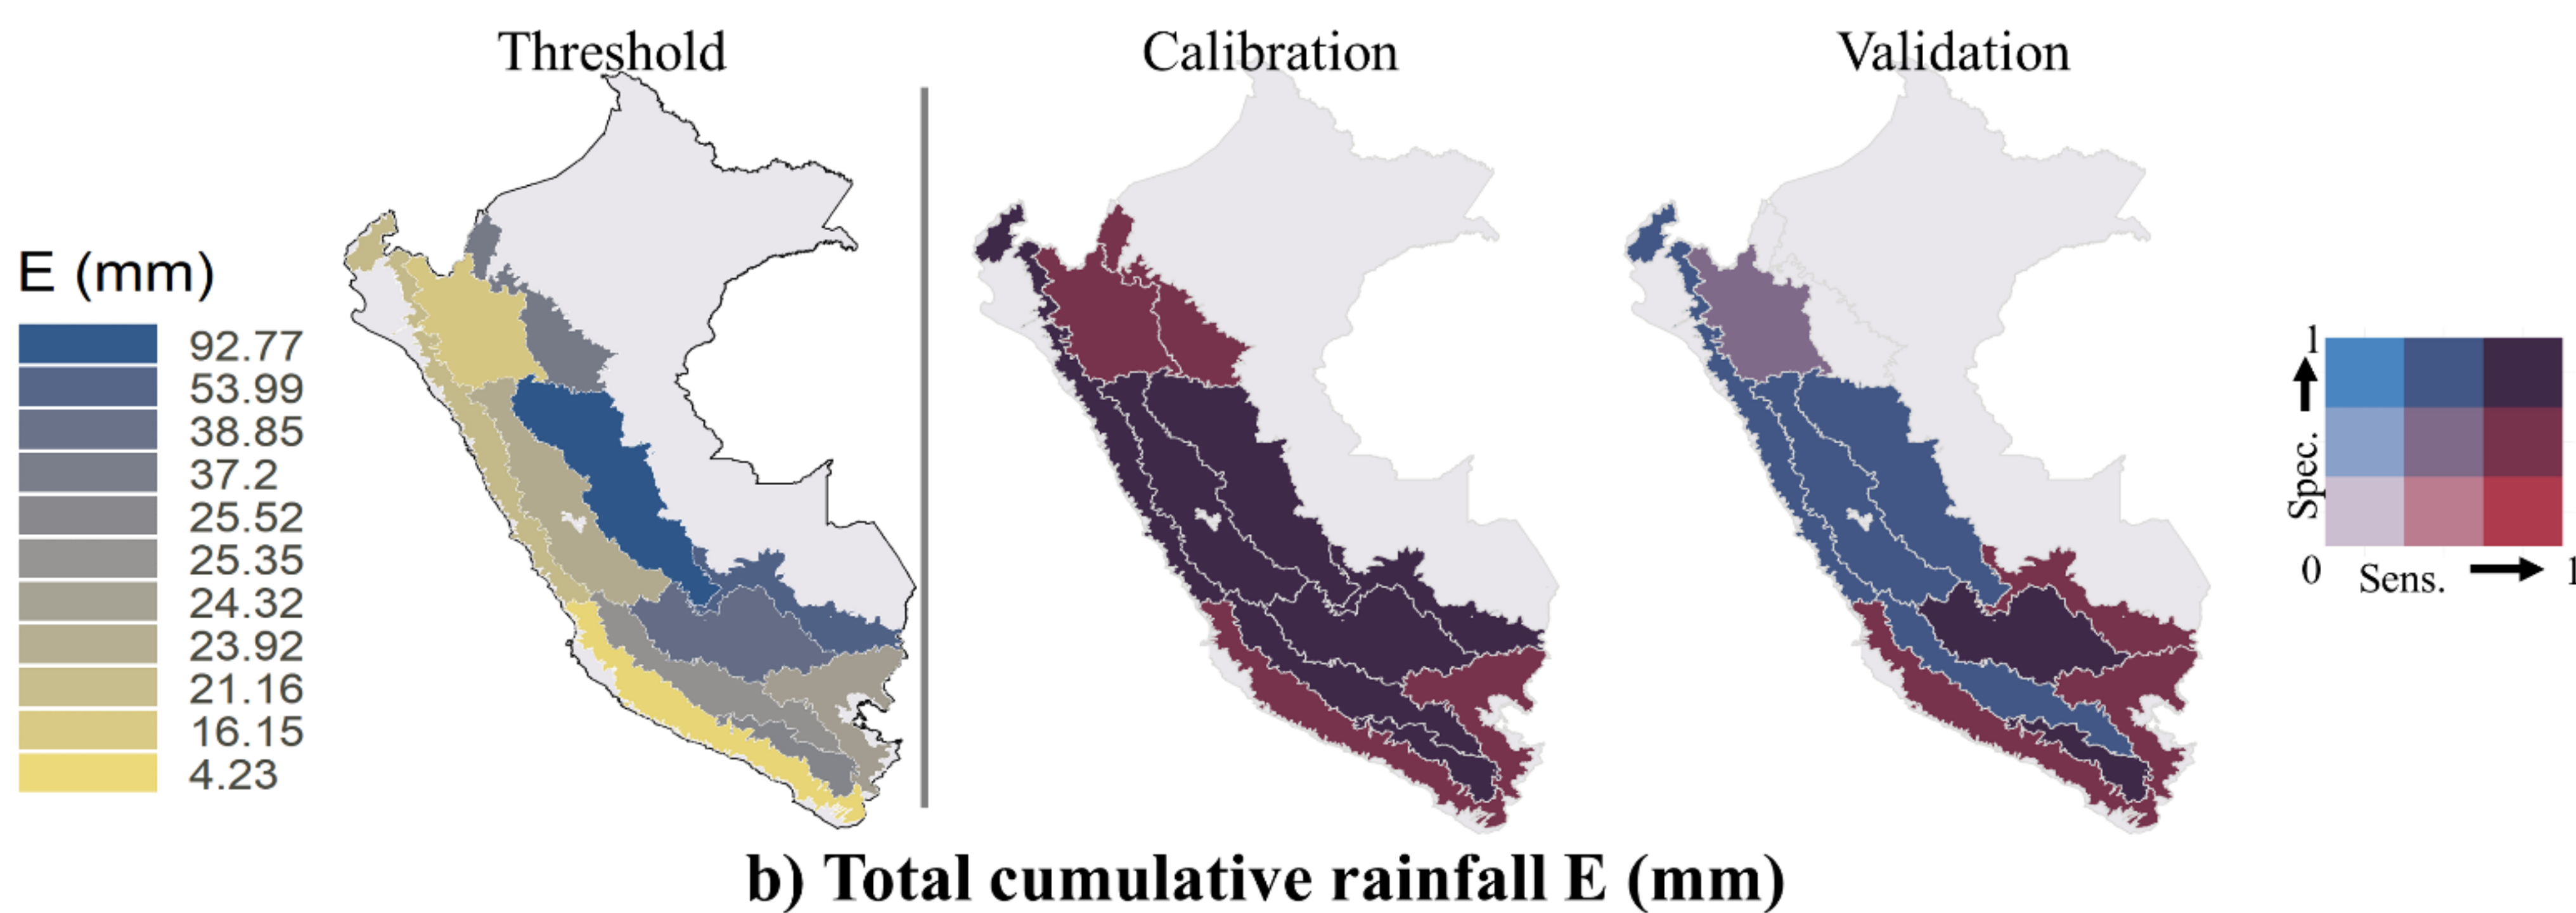 Threshold
Calibration
Validation
E (mm)
92.77
53.99
38.85
37.2
25.52
25.35
24.32
23.92
21.16
16.15
4.23
1
Spec.
0
Sens.
1
b) Total cumulative rainfall E (mm)